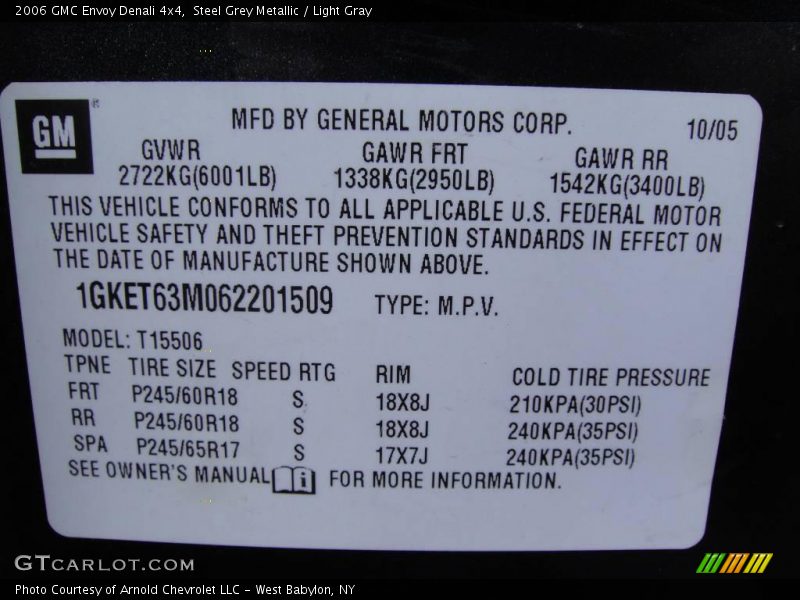 2006 GMC Envoy Denali 4x4,  Steel Grey Metallic / Light Gray
GM
MFD BY GENERAL MOTORS CORP.
10/05
GVWR GAWR FRT GAWR RR
2722KG(6001LB) 1338KG(2950LB) 1542KG(3400LB)
THIS VEHICLE CONFORMS TO ALL APPLICABLE U.S. FEDERAL MOTOR
VEHICLE SAFETY AND THEFT PREVENTION STANDARDS IN EFFECT ON
THE DATE OF MANUFACTURE SHOWN ABOVE.
1GKET63M062201509 TYPE: M.P.V.
MODEL: T15506
TPNE TIRE SIZE SPEED RTG RIM COLD TIRE PRESSURE
FRT P245/60R18 S 18X8J 210KPA(30PSI)
RR P245/60R18 S 18X8J 240KPA(35PSI)
SPA P245/65R17 S 17X7J 240KPA(35PSI)
SEE OWNER'S MANUAL i FOR MORE INFORMATION.
GTCARLOT.COM
Photo Courtesy of Arnold Chevrolet LLC - West Babylon, NY